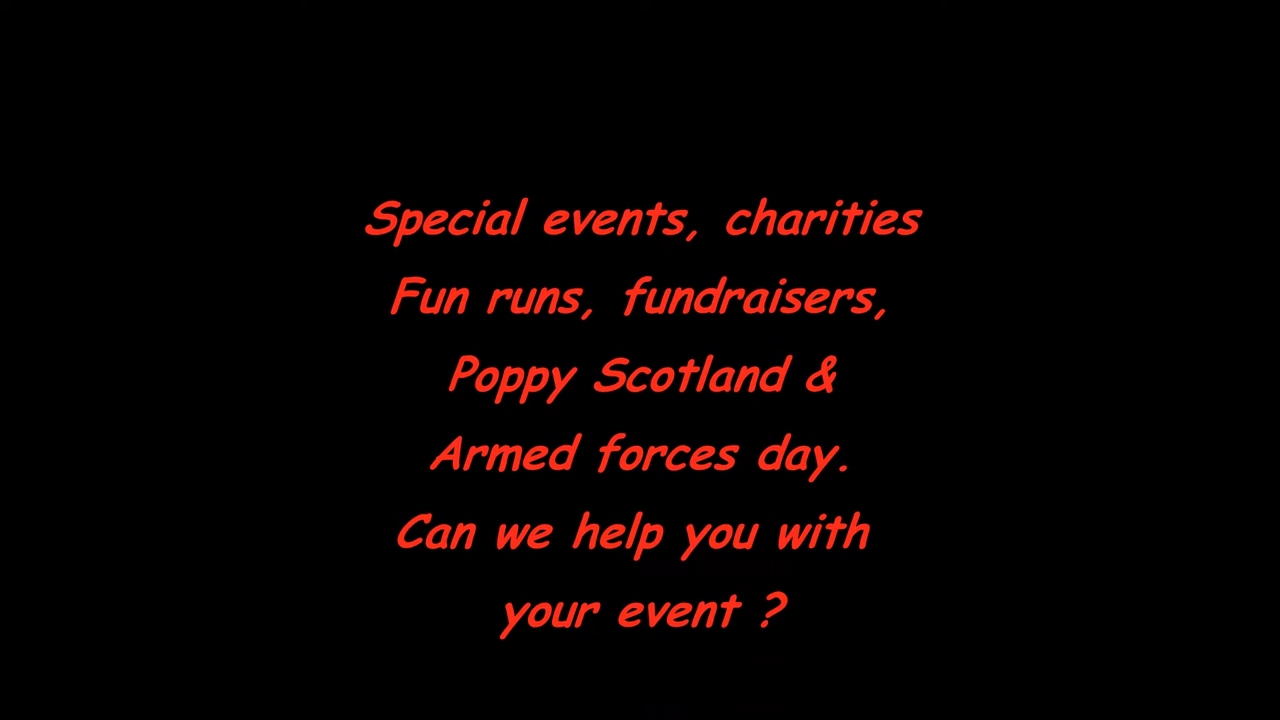 Special events, charities
Fun runs, fundraisers,
Poppy Scotland &
Armed forces day.
Can we help you with
your event ?